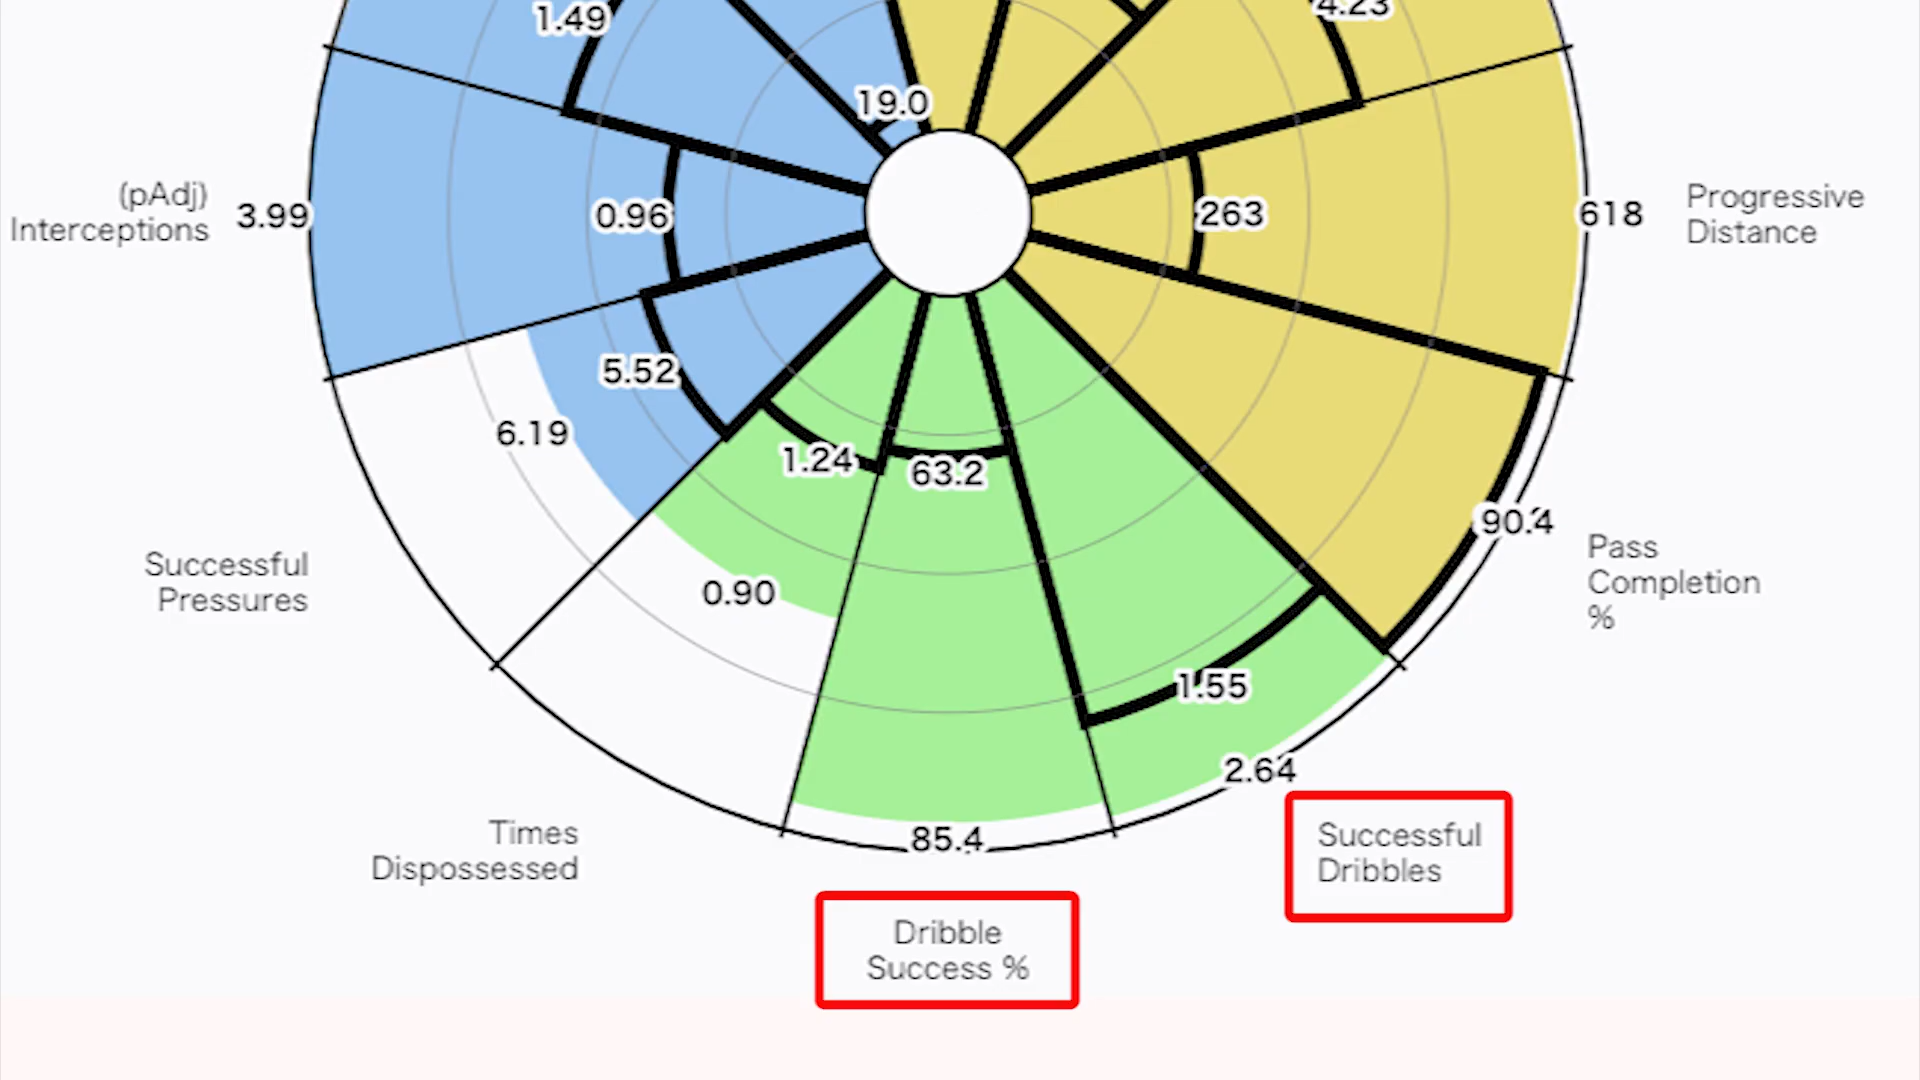 1.49
4.23
19.0
(pAdj)
Interceptions
3.99
0.96
263
618
Progressive
Distance
5.52
6.19
1.24
63.2
90.4
Pass
Completion
%
Successful
Pressures
0.90
1.55
2.64
Times
Dispossessed
85.4
Successful
Dribbles
Dribble
Success %